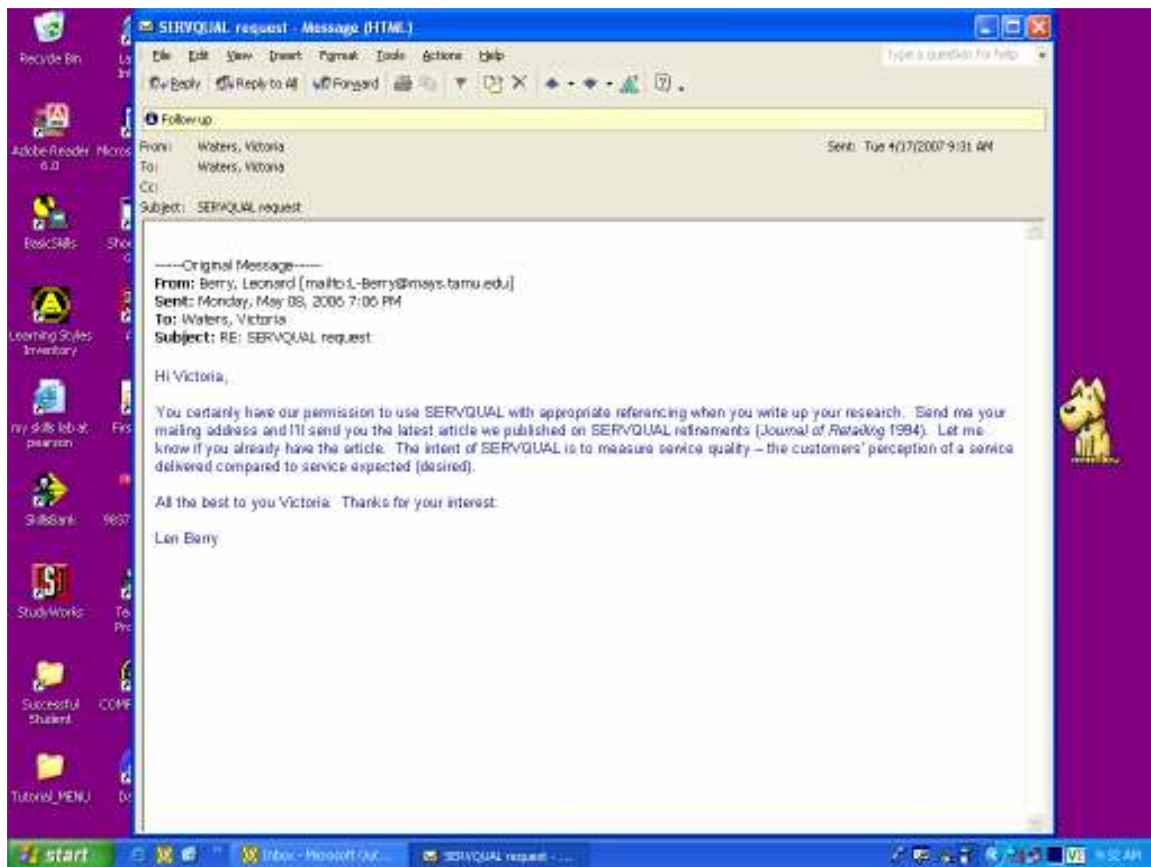 SERVQUAL request - Message (HTML)
File Edit View Insert Format Tools Actions Help
Type a question for help
Reply Reply to All Forward
Follow up
From: Waters, Victoria
Sent: Tue 4/17/2007 9:31 AM
To: Waters, Victoria
Cc:
Subject: SERVQUAL request
-----Original Message-----
From: Berry, Leonard [mailto:L-Berry@mays.tamu.edu]
Sent: Monday, May 08, 2006 7:06 PM
To: Waters, Victoria
Subject: RE: SERVQUAL request
Hi Victoria,
You certainly have our permission to use SERVQUAL with appropriate referencing when you write up your research. Send me your
mailing address and I'll send you the latest article we published on SERVQUAL refinements (Journal of Retailing 1994). Let me
know if you already have the article. The intent of SERVQUAL is to measure service quality – the customers' perception of a service
delivered compared to service expected (desired).
All the best to you Victoria. Thanks for your interest.
Len Berry
Recycle Bin
Adobe Reader
6.0
BasicSkills
Learning Styles
Inventory
my skills lab at
pearson
SkillsBank
StudyWorks
Successful
Student
Tutorial_MENU
start
Inbox - Microsoft Out...
SERVQUAL request - ...
9:32 AM